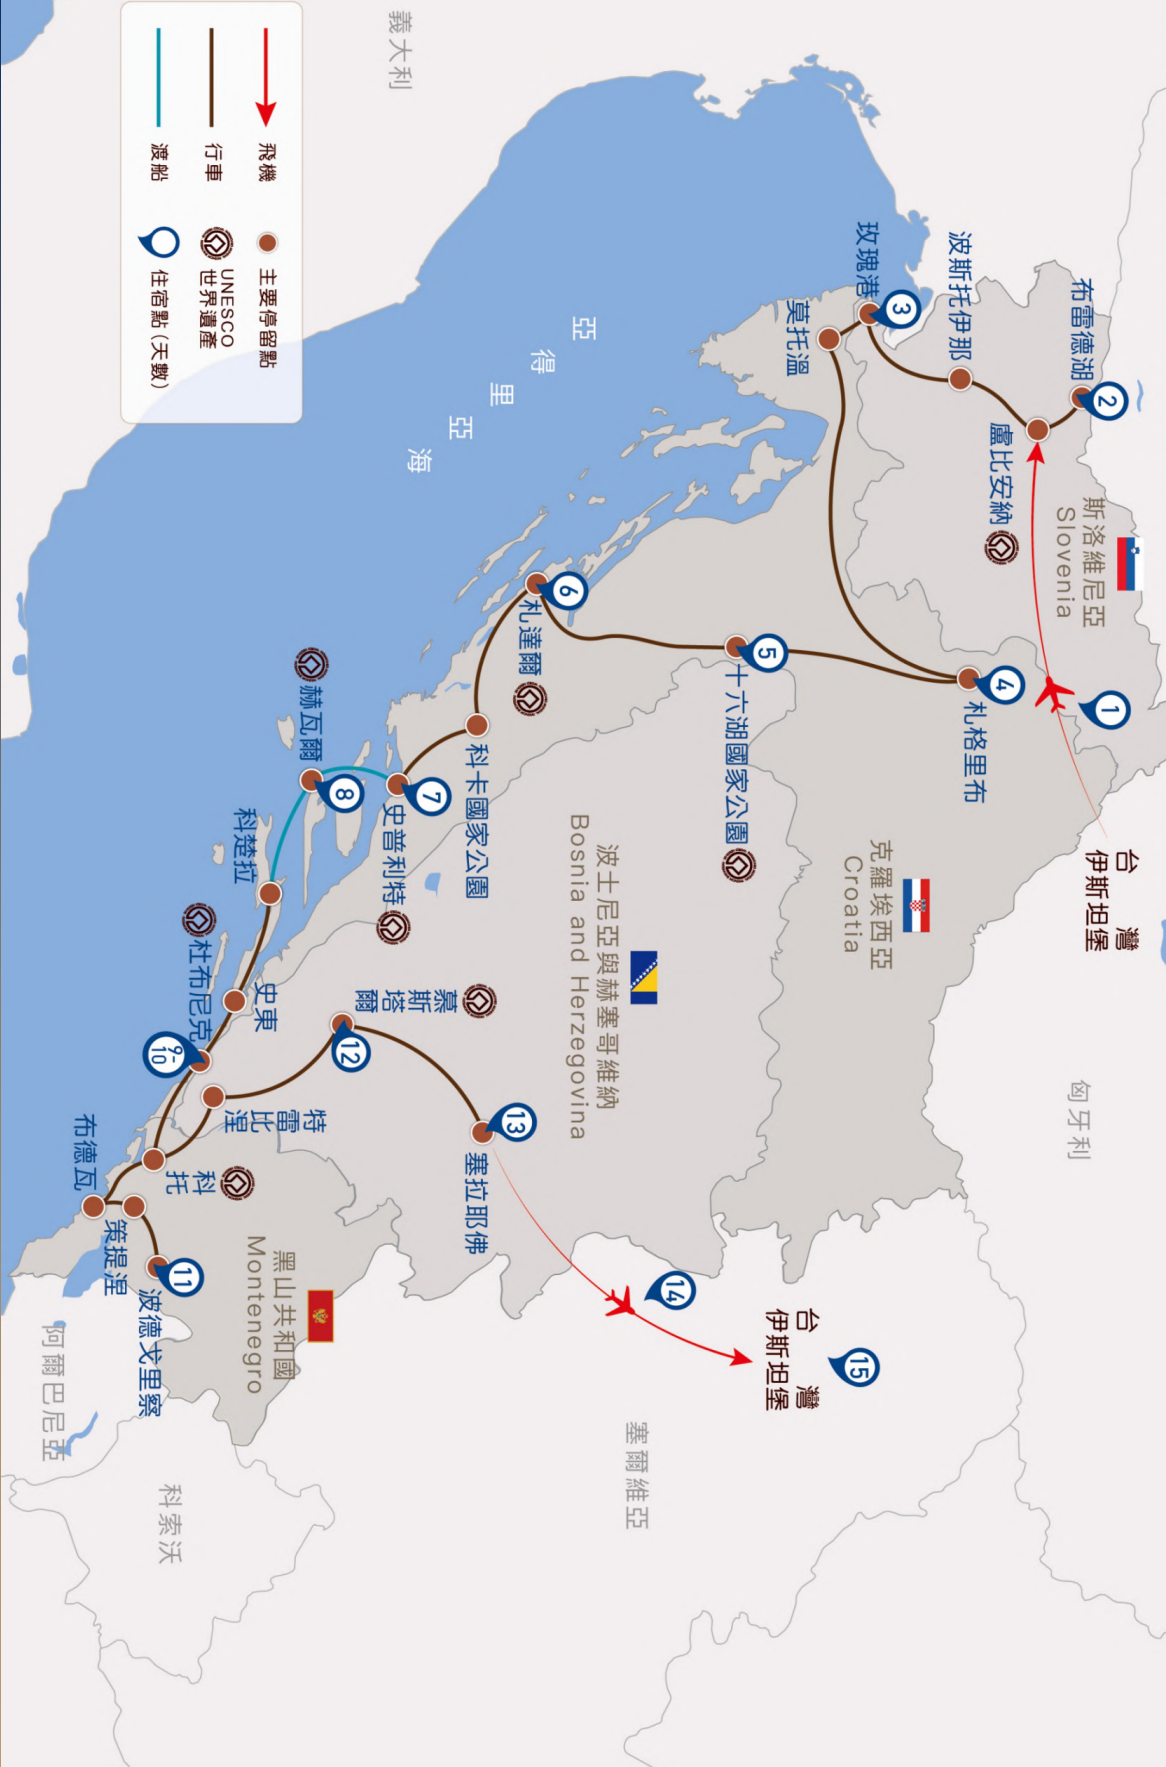 義大利
匈牙利
塞爾維亞
科索沃
阿爾巴尼亞
亞得里亞海
斯洛維尼亞
Slovenia
克羅埃西亞
Croatia
波士尼亞與赫塞哥維納
Bosnia and Herzegovina
黑山共和國
Montenegro
台灣
伊斯坦堡
1
布雷德湖
2
盧比安納
波斯托伊那
玫瑰港
3
莫托溫
札格里布
4
十六湖國家公園
5
札達爾
6
科卡國家公園
史普利特
7
赫瓦爾
8
科楚拉
史東
杜布尼克
9-10
科托
布德瓦
策提涅
波德戈里察
11
特雷比涅
慕斯塔爾
12
塞拉耶佛
13
14
台灣
伊斯坦堡
15
飛機
行車
渡船
主要停留點
UNESCO
世界遺產
住宿點(天數)